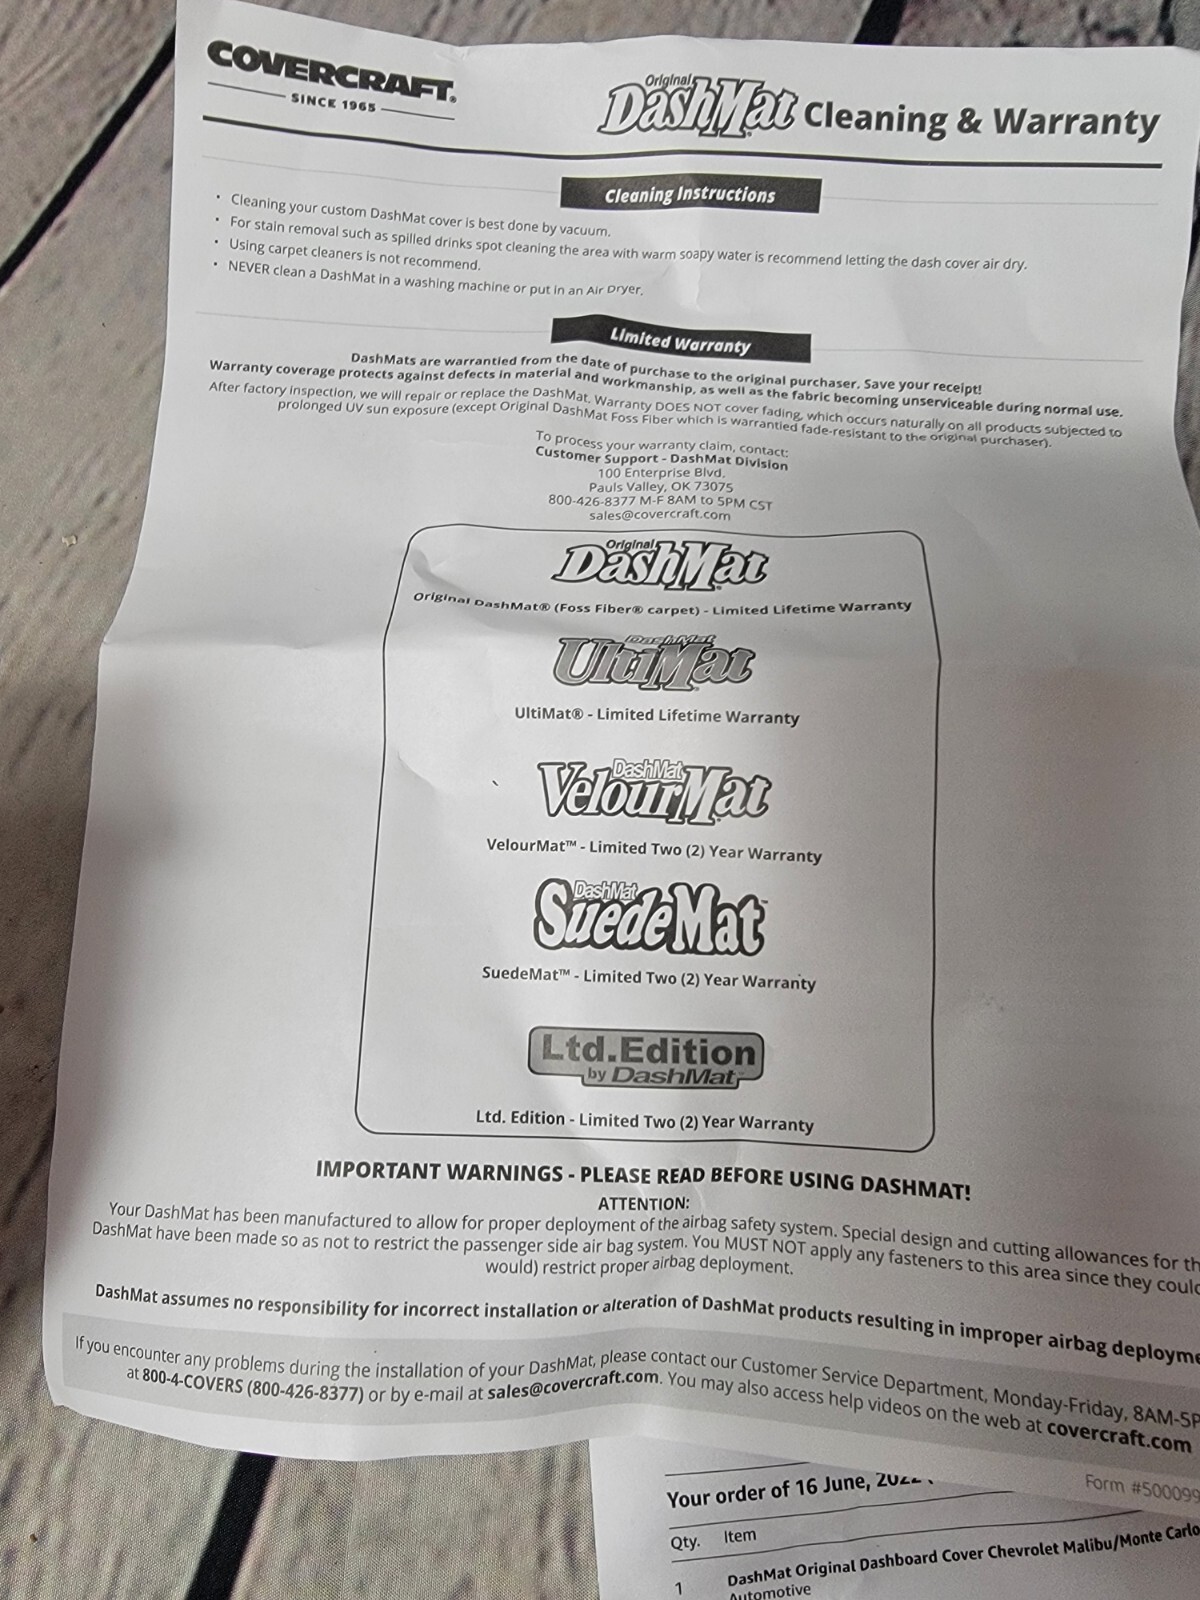 COVERCRAFT®
SINCE 1965
Original
DashMat Cleaning & Warranty
Cleaning Instructions
• Cleaning your custom DashMat cover is best done by vacuum.
• For stain removal such as spilled drinks spot cleaning the area with warm soapy water is recommend letting the dash cover air dry.
• Using carpet cleaners is not recommend.
• NEVER clean a DashMat in a washing machine or put in an Air Dryer.
Limited Warranty
DashMats are warrantied from the date of purchase to the original purchaser. Save your receipt!
Warranty coverage protects against defects in material and workmanship, as well as the fabric becoming unserviceable during normal use.
After factory inspection, we will repair or replace the DashMat. Warranty DOES NOT cover fading, which occurs naturally on all products subjected to
prolonged UV sun exposure (except Original DashMat Foss Fiber which is warrantied fade-resistant to the original purchaser).
To process your warranty claim, contact:
Customer Support - DashMat Division
100 Enterprise Blvd.
Pauls Valley, OK 73075
800-426-8377 M-F 8AM to 5PM CST
sales@covercraft.com
Original
DashMat®
Original DashMat® (Foss Fiber® carpet) - Limited Lifetime Warranty
DashMat
UltiMat®
UltiMat® - Limited Lifetime Warranty
DashMat
VelourMat
VelourMat™ - Limited Two (2) Year Warranty
DashMat
SuedeMat™
SuedeMat™ - Limited Two (2) Year Warranty
Ltd.Edition
by DashMat™
Ltd. Edition - Limited Two (2) Year Warranty
IMPORTANT WARNINGS - PLEASE READ BEFORE USING DASHMAT!
ATTENTION:
Your DashMat has been manufactured to allow for proper deployment of the airbag safety system. Special design and cutting allowances for th
DashMat have been made so as not to restrict the passenger side air bag system. You MUST NOT apply any fasteners to this area since they could
would) restrict proper airbag deployment.
DashMat assumes no responsibility for incorrect installation or alteration of DashMat products resulting in improper airbag deployme
If you encounter any problems during the installation of your DashMat, please contact our Customer Service Department, Monday-Friday, 8AM-5P
at 800-4-COVERS (800-426-8377) or by e-mail at sales@covercraft.com. You may also access help videos on the web at covercraft.com
Form #500099
Your order of 16 June, 2022
Qty. Item
1 DashMat Original Dashboard Cover Chevrolet Malibu/Monte Carlo
Automotive